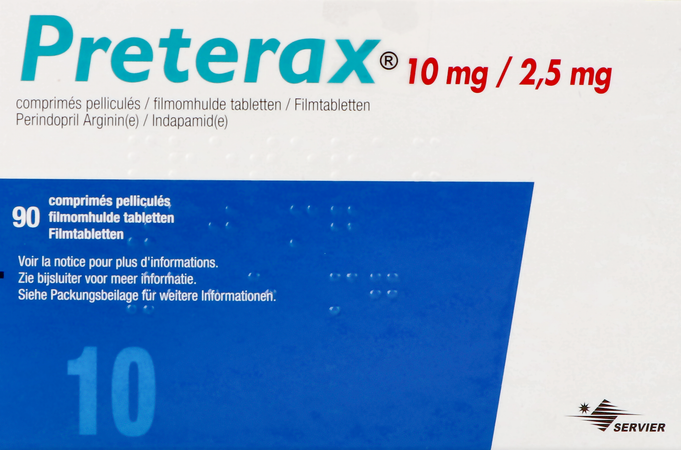 Preterax® 10 mg / 2,5 mg
comprimés pelliculés / filmomhulde tabletten / Filmtabletten
Perindopril Arginin(e) / Indapamid(e)
90 comprimés pelliculés
filmomhulde tabletten
Filmtabletten
Voir la notice pour plus d'informations.
Zie bijsluiter voor meer informatie.
Siehe Packungsbeilage für weitere Informationen.
10
SERVIER